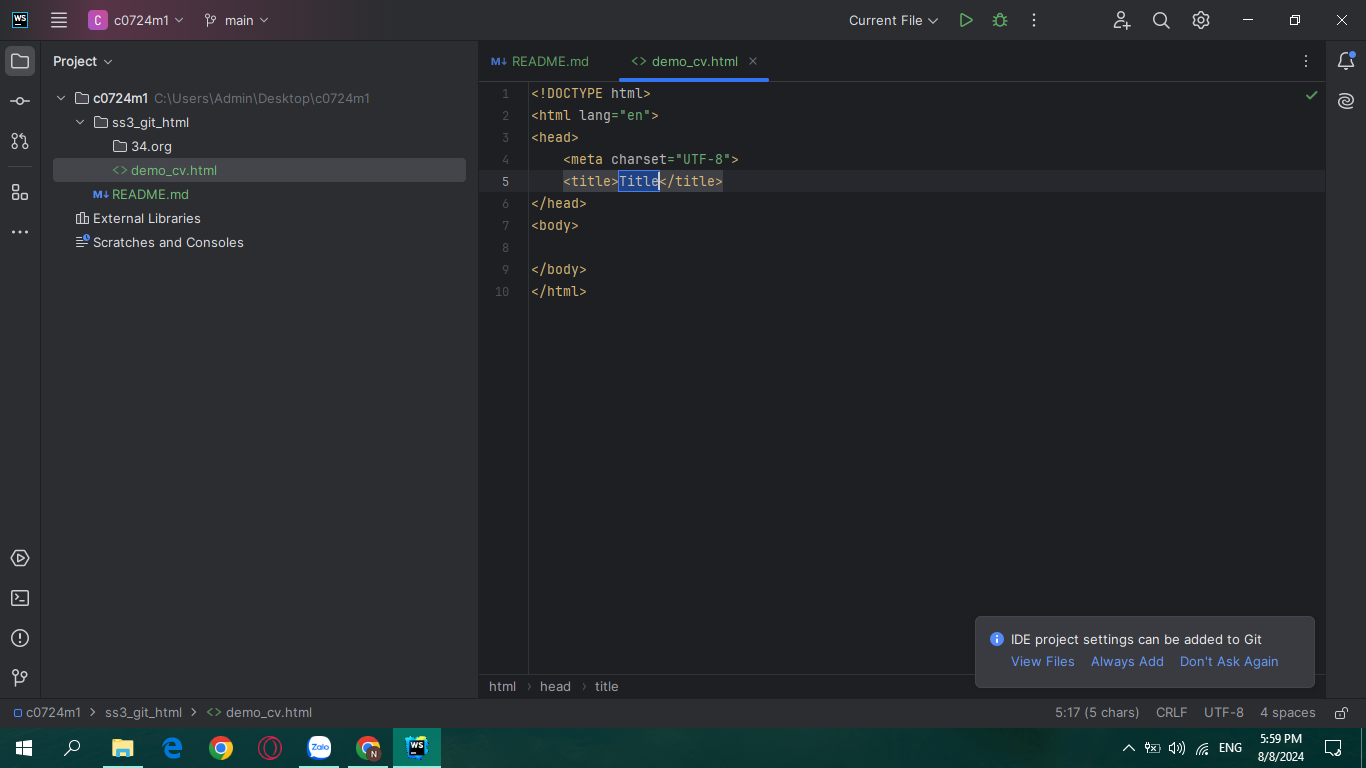 WS C c0724m1 main Current File
Project
c0724m1 C:\Users\Admin\Desktop\c0724m1
ss3_git_html
34.org
demo_cv.html
M↓ README.md
External Libraries
Scratches and Consoles
M↓ README.md <> demo_cv.html
1 <!DOCTYPE html>
2 <html lang="en">
3 <head>
4 <meta charset="UTF-8">
5 <title>Title</title>
6 </head>
7 <body>
8
9 </body>
10 </html>
IDE project settings can be added to Git
View Files Always Add Don't Ask Again
html › head › title
c0724m1 > ss3_git_html > <> demo_cv.html 5:17 (5 chars) CRLF UTF-8 4 spaces
Zalo N WS ENG
5:59 PM
8/8/2024